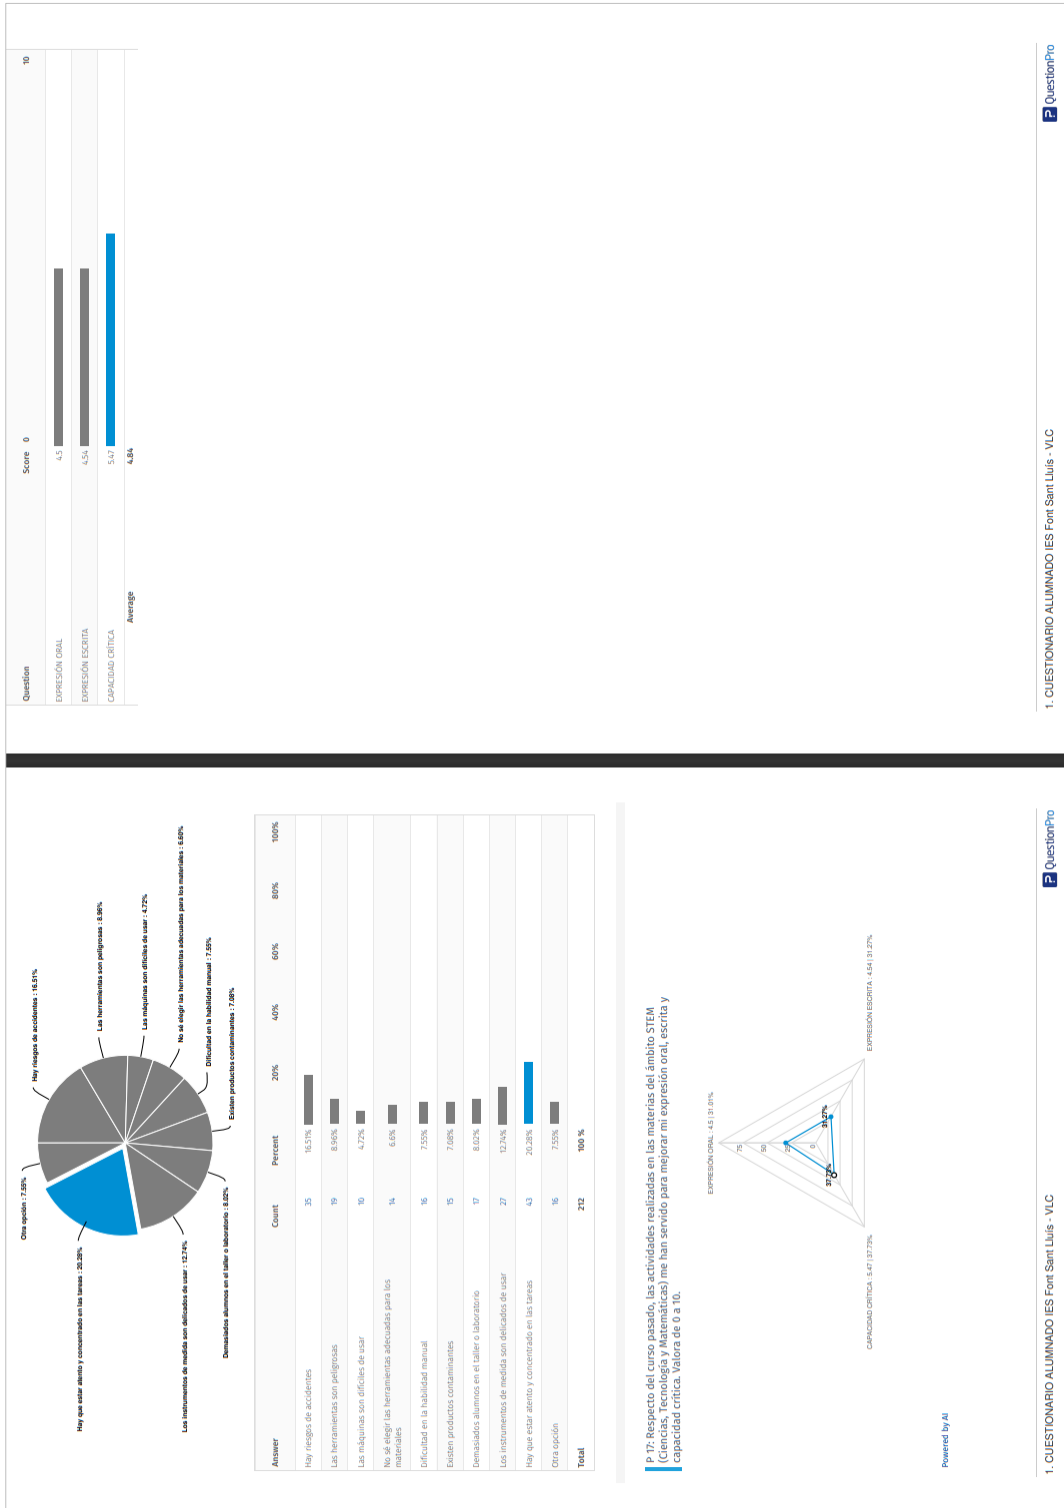 Otra opción : 7.55%
Hay riesgos de accidentes : 16.51%
Hay que estar atento y concentrado en las tareas : 20.28%
Las herramientas son peligrosas : 8.96%
Las máquinas son difíciles de usar : 4.72%
No sé elegir las herramientas adecuadas para los materiales : 6.60%
Los instrumentos de medida son delicados de usar : 12.74%
Dificultad en la habilidad manual : 7.55%
Demasiados alumnos en el taller o laboratorio : 8.02%
Existen productos contaminantes : 7.08%
Answer Count Percent 20% 40% 60% 80% 100%
Hay riesgos de accidentes 35 16.51%
Las herramientas son peligrosas 19 8.96%
Las máquinas son difíciles de usar 10 4.72%
No sé elegir las herramientas adecuadas para los 14 6.6%
materiales
Dificultad en la habilidad manual 16 7.55%
Existen productos contaminantes 15 7.08%
Demasiados alumnos en el taller o laboratorio 17 8.02%
Los instrumentos de medida son delicados de usar 27 12.74%
Hay que estar atento y concentrado en las tareas 43 20.28%
Otra opción 16 7.55%
Total 212 100 %
P 17: Respecto del curso pasado, las actividades realizadas en las materias del ámbito STEM
(Ciencias, Tecnología y Matemáticas) me han servido para mejorar mi expresión oral, escrita y
capacidad crítica. Valora de 0 a 10.
EXPRESIÓN ORAL : 4.5 | 31.01%
75
50
25
0
37.73%
31.27%
CAPACIDAD CRÍTICA : 5.47 | 37.73%
EXPRESIÓN ESCRITA : 4.54 | 31.27%
Powered by AI
1. CUESTIONARIO ALUMNADO IES Font Sant Lluís - VLC
QuestionPro
Question Score 0 10
EXPRESIÓN ORAL 4.5
EXPRESIÓN ESCRITA 4.54
CAPACIDAD CRÍTICA 5.47
Average 4.84
1. CUESTIONARIO ALUMNADO IES Font Sant Lluís - VLC
QuestionPro